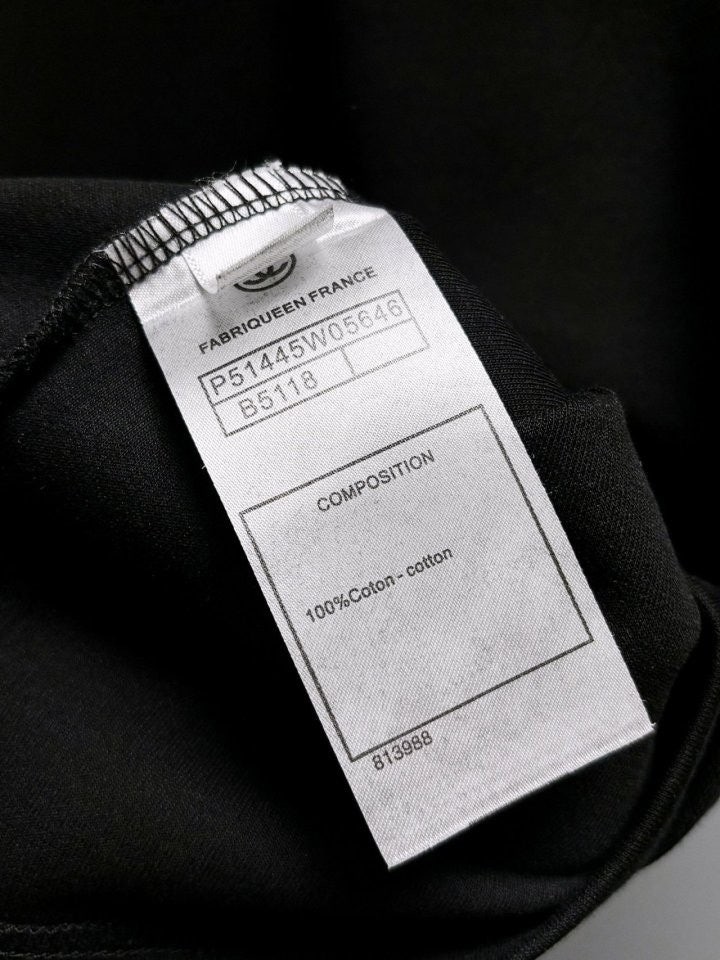 FABRIQUEEN FRANCE
P51445W05646
B5118
COMPOSITION
100%Coton - cotton
813988